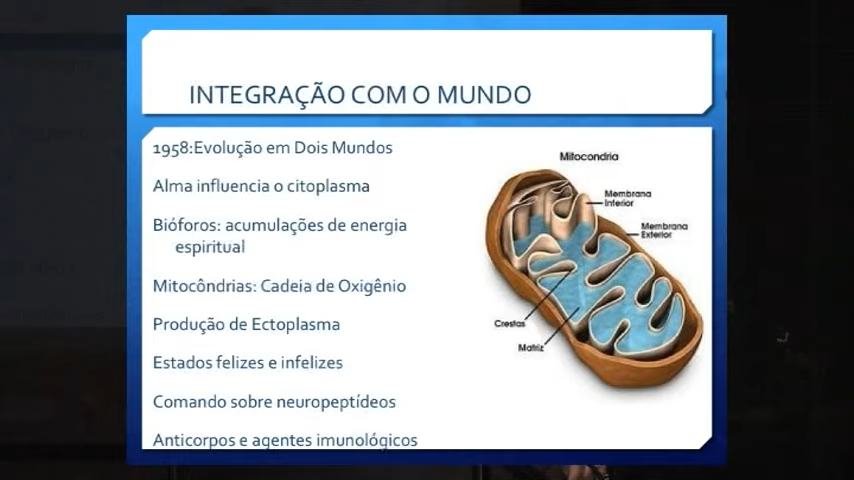 INTEGRAÇÃO COM O MUNDO
1958:Evolução em Dois Mundos
Alma influencia o citoplasma
Bióforos: acumulações de energia
espiritual
Mitocôndrias: Cadeia de Oxigênio
Produção de Ectoplasma
Estados felizes e infelizes
Comando sobre neuropeptídeos
Anticorpos e agentes imunológicos
Mitocondria
Membrana
Inferior
Membrana
Exterior
Crestas
Matriz